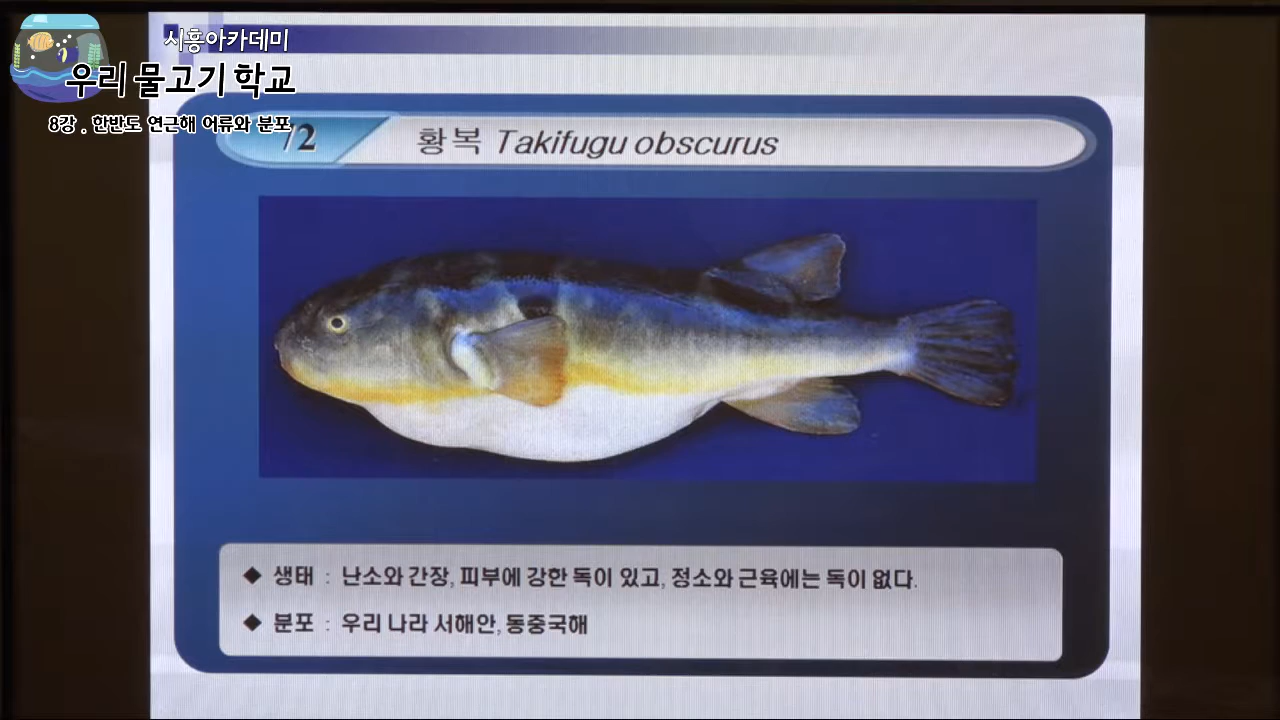 시흥아카데미
우리 물고기 학교
8강 . 한반도 연근해 어류와 분포
72
황복 Takifugu obscurus
◆ 생태 : 난소와 간장, 피부에 강한 독이 있고, 정소와 근육에는 독이 없다.
◆ 분포 : 우리 나라 서해안, 동중국해